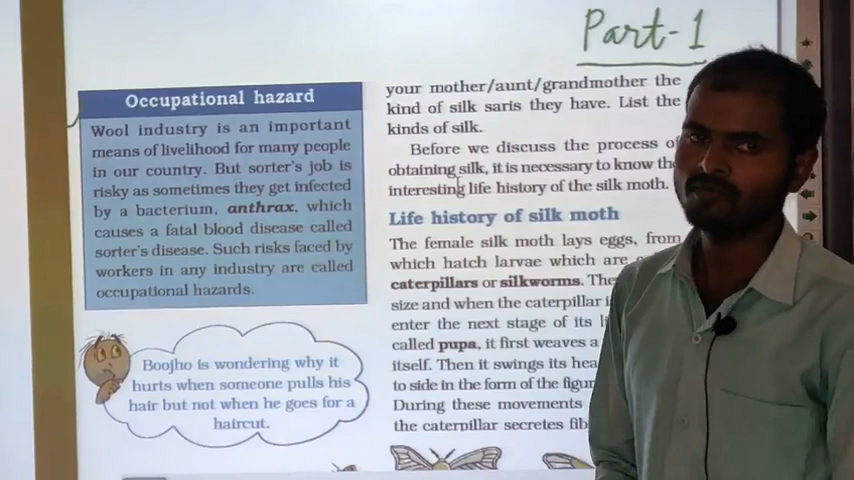 Part-1
Occupational hazard
Wool industry is an important
means of livelihood for many people
in our country. But sorter's job is
risky as sometimes they get infected
by a bacterium, anthrax, which
causes a fatal blood disease called
sorter's disease. Such risks faced by
workers in any industry are called
occupational hazards.
Boojho is wondering why it
hurts when someone pulls his
hair but not when he goes for a
haircut.
your mother/aunt/grandmother the
kind of silk saris they have. List the
kinds of silk.
Before we discuss the process of
obtaining silk, it is necessary to know the
interesting life history of the silk moth.
Life history of silk moth
The female silk moth lays eggs, from
which hatch larvae which are
caterpillars or silkworms. The
size and when the caterpillar
enter the next stage of its
called pupa, it first weaves a
itself. Then it swings its
to side in the form of the
During these movements
the caterpillar secretes